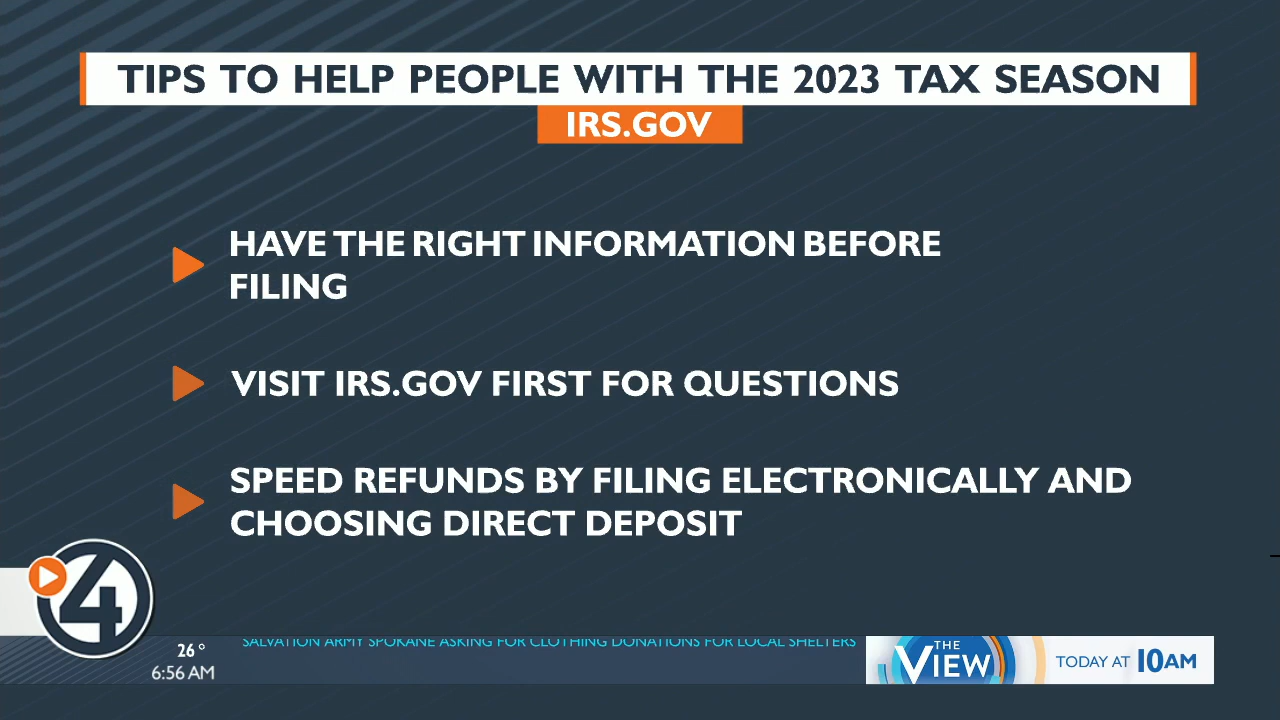 TIPS TO HELP PEOPLE WITH THE 2023 TAX SEASON
IRS.GOV
HAVE THE RIGHT INFORMATION BEFORE
FILING
VISIT IRS.GOV FIRST FOR QUESTIONS
SPEED REFUNDS BY FILING ELECTRONICALLY AND
CHOOSING DIRECT DEPOSIT
4
26°
6:56 AM
SALVATION ARMY SPOKANE ASKING FOR CLOTHING DONATIONS FOR LOCAL SHELTERS
THE
VIEW
TODAY AT 10AM